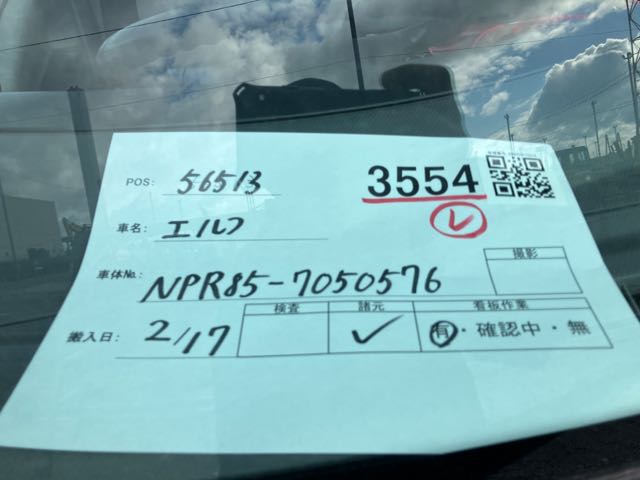 POS: 56513
3554
車名: エルフ
車体No.: NPR85-7050576
撮影
搬入日: 2/17
検査 諸元 看板作業
✓ 有・確認中・無